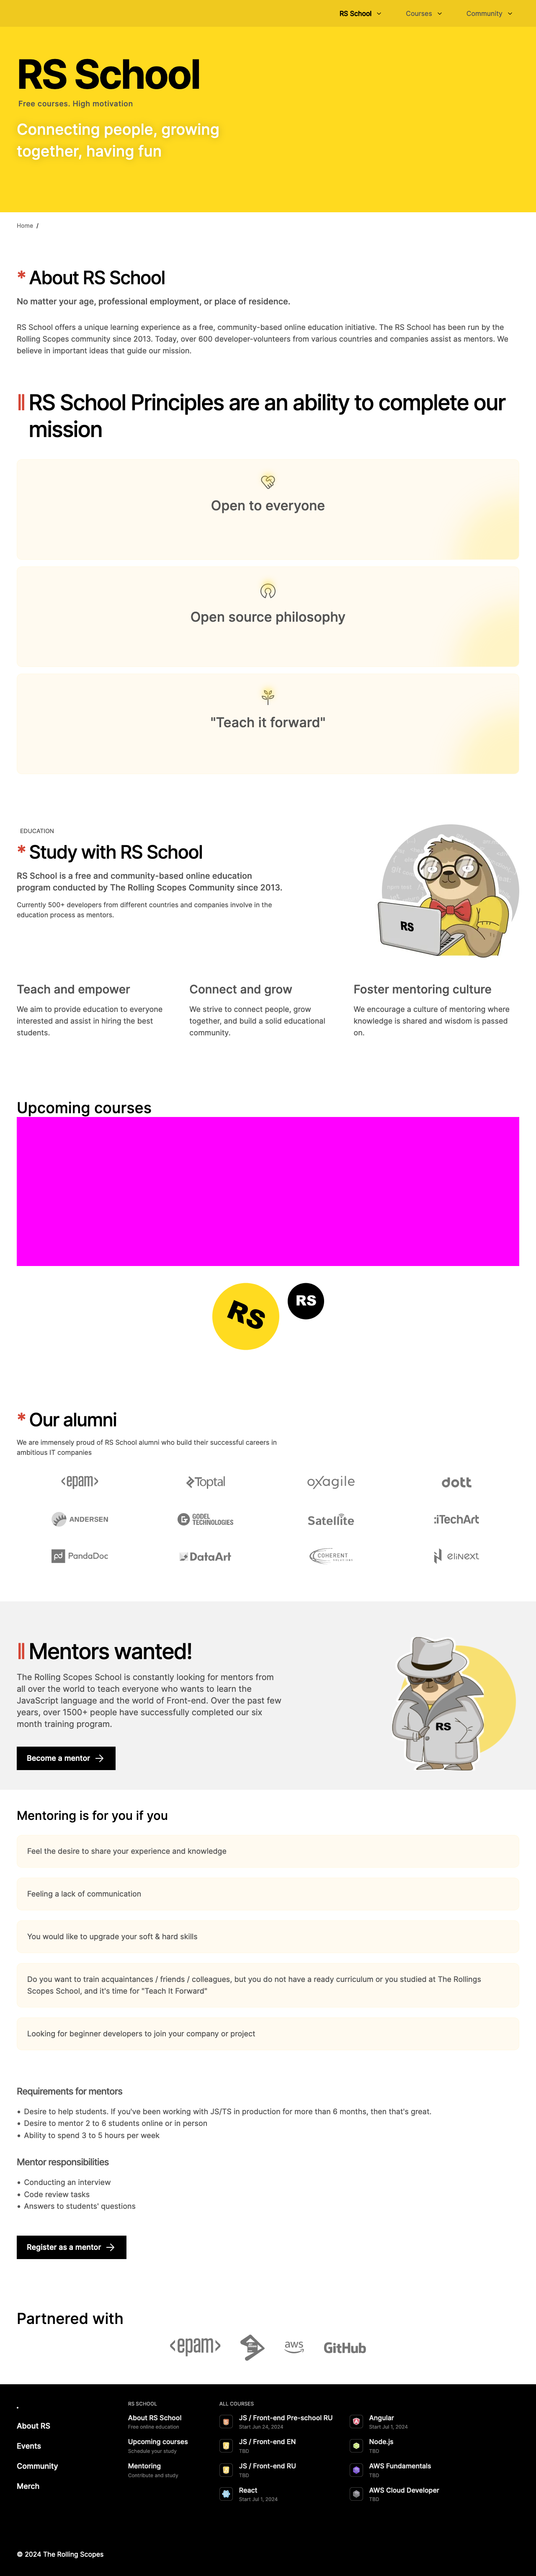 RS School
Courses
Community
RS School
Free courses. High motivation
Connecting people, growing
together, having fun
Home /
* About RS School
No matter your age, professional employment, or place of residence.
RS School offers a unique learning experience as a free, community-based online education initiative. The RS School has been run by the
Rolling Scopes community since 2013. Today, over 600 developer-volunteers from various countries and companies assist as mentors. We
believe in important ideas that guide our mission.
RS School Principles are an ability to complete our
mission
Open to everyone
Open source philosophy
"Teach it forward"
EDUCATION
* Study with RS School
RS School is a free and community-based online education
program conducted by The Rolling Scopes Community since 2013.
Currently 500+ developers from different countries and companies involve in the
education process as mentors.
RS
Teach and empower
We aim to provide education to everyone
interested and assist in hiring the best
students.
Connect and grow
We strive to connect people, grow
together, and build a solid educational
community.
Foster mentoring culture
We encourage a culture of mentoring where
knowledge is shared and wisdom is passed
on.
Upcoming courses
RS
RS
* Our alumni
We are immensely proud of RS School alumni who build their successful careers in
ambitious IT companies
<epam>
Toptal
oxagile
dott
ANDERSEN
GODEL
TECHNOLOGIES
Satellite
:iTechArt
pd PandaDoc
DataArt
COHERENT
SOLUTIONS
elinext
Mentors wanted!
The Rolling Scopes School is constantly looking for mentors from
all over the world to teach everyone who wants to learn the
JavaScript language and the world of Front-end. Over the past few
years, over 1500+ people have successfully completed our six
month training program.
Become a mentor
RS
Mentoring is for you if you
Feel the desire to share your experience and knowledge
Feeling a lack of communication
You would like to upgrade your soft & hard skills
Do you want to train acquaintances / friends / colleagues, but you do not have a ready curriculum or you studied at The Rollings
Scopes School, and it's time for "Teach It Forward"
Looking for beginner developers to join your company or project
Requirements for mentors
• Desire to help students. If you've been working with JS/TS in production for more than 6 months, then that's great.
• Desire to mentor 2 to 6 students online or in person
• Ability to spend 3 to 5 hours per week
Mentor responsibilities
• Conducting an interview
• Code review tasks
• Answers to students' questions
Register as a mentor
Partnered with
<epam>
aws
GitHub
About RS
Events
Community
Merch
RS SCHOOL
About RS School
Free online education
Upcoming courses
Schedule your study
Mentoring
Contribute and study
ALL COURSES
JS / Front-end Pre-school RU
Start Jun 24, 2024
JS / Front-end EN
TBD
JS / Front-end RU
TBD
React
Start Jul 1, 2024
Angular
Start Jul 1, 2024
Node.js
TBD
AWS Fundamentals
TBD
AWS Cloud Developer
TBD
© 2024 The Rolling Scopes